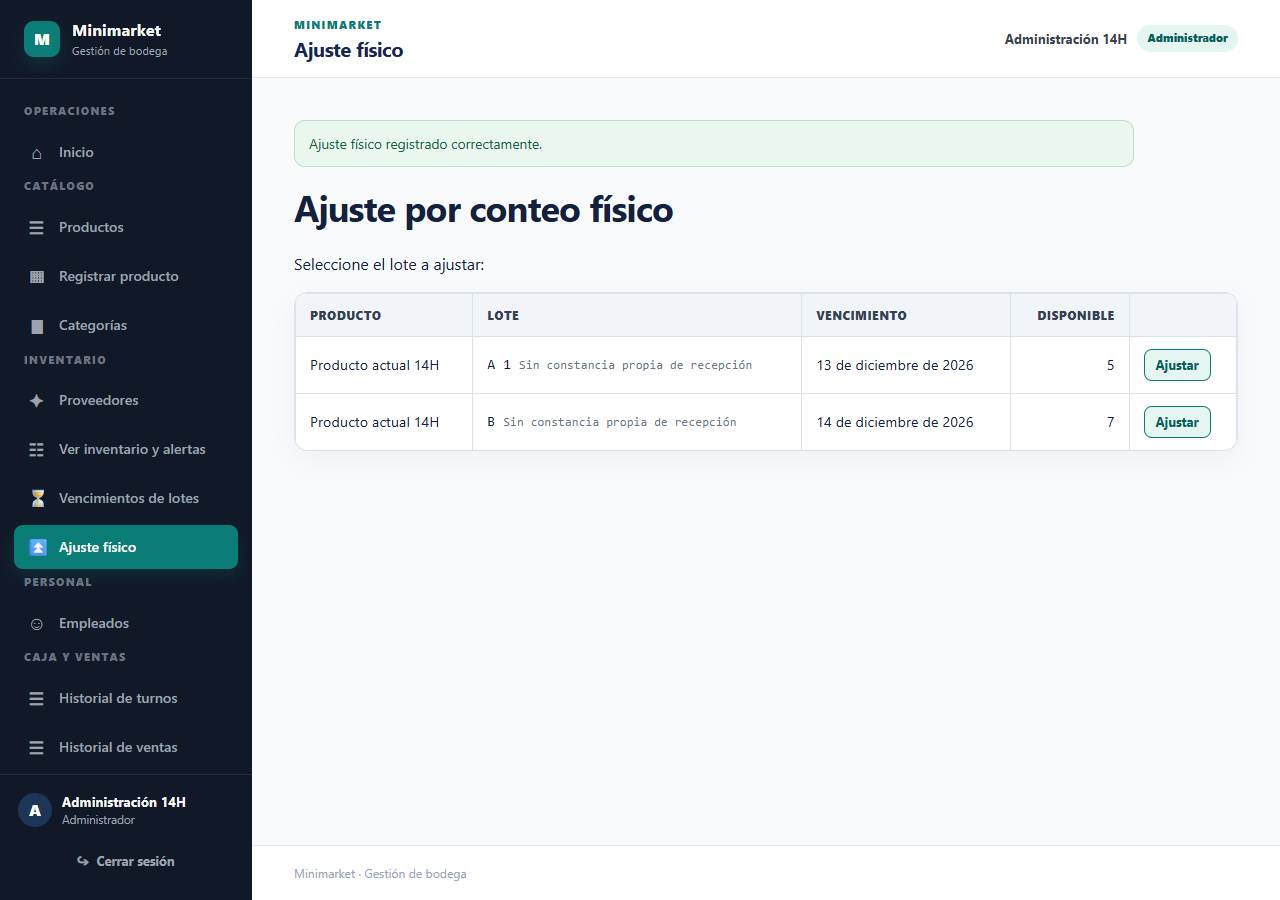 M
Minimarket
Gestión de bodega
OPERACIONES
Inicio
CATÁLOGO
Productos
Registrar producto
Categorías
INVENTARIO
Proveedores
Ver inventario y alertas
Vencimientos de lotes
Ajuste físico
PERSONAL
Empleados
CAJA Y VENTAS
Historial de turnos
Historial de ventas
A
Administración 14H
Administrador
Cerrar sesión
MINIMARKET
Ajuste físico
Administración 14H Administrador
Ajuste físico registrado correctamente.
Ajuste por conteo físico
Seleccione el lote a ajustar:
PRODUCTO LOTE VENCIMIENTO DISPONIBLE
Producto actual 14H A 1 Sin constancia propia de recepción 13 de diciembre de 2026 5 Ajustar
Producto actual 14H B Sin constancia propia de recepción 14 de diciembre de 2026 7 Ajustar
Minimarket · Gestión de bodega